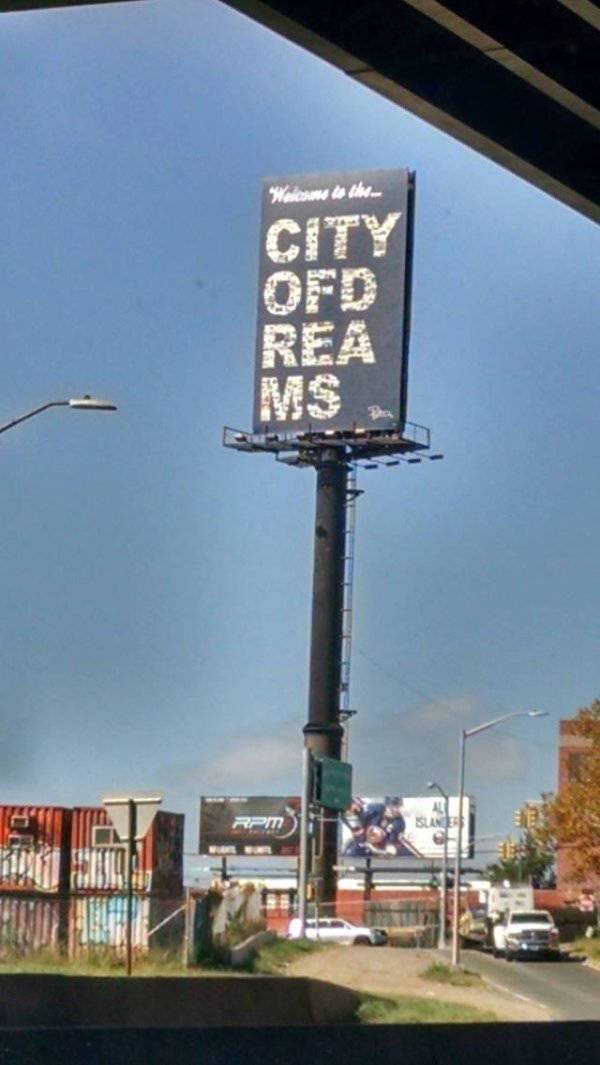 Welcome to the...
CITY
OFD
REA
MS
RPM
ISLANDERS